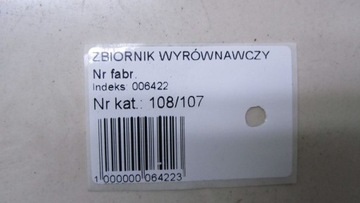 ZBIORNIK WYRÓWNAWCZY
Nr fabr.
Indeks 006422
Nr kat.: 108/107
1 000000 064223